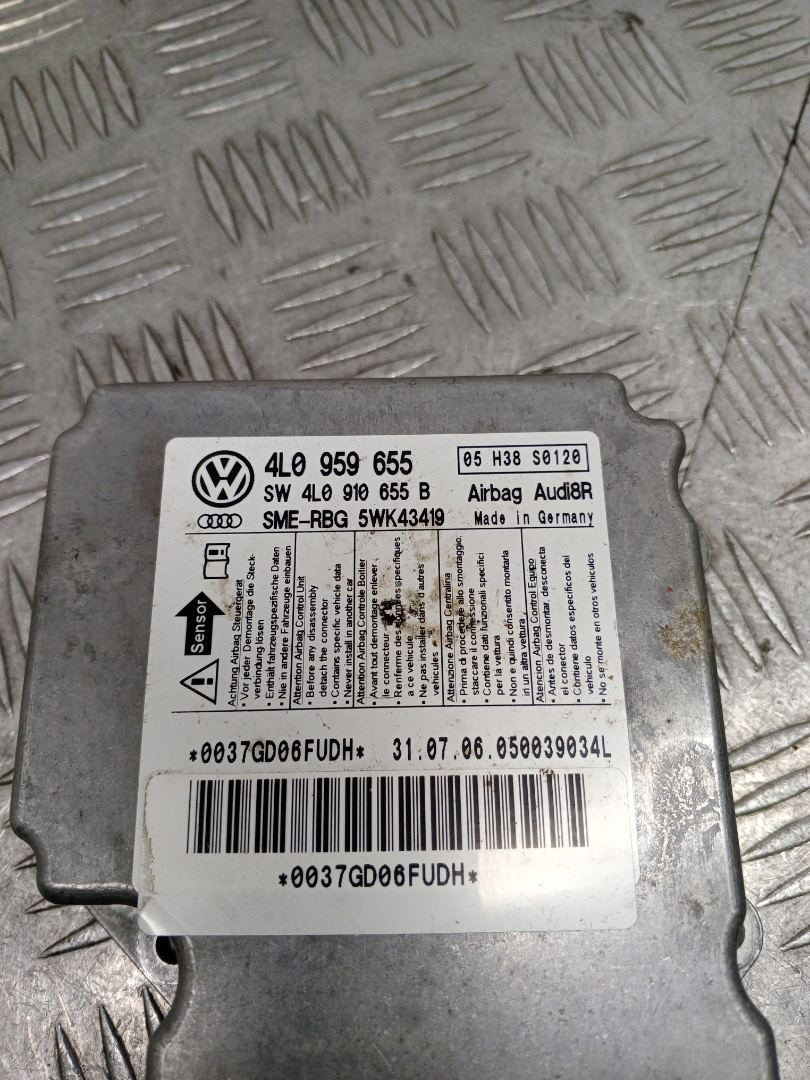 4L0 959 655
05 H38 S0120
SW 4L0 910 655 B
Airbag Audi8R
SME-RBG 5WK43419
Made in Germany
Sensor
Achtung Airbag Steuergerät
• Vor jeder Demontage die Steck-
verbindung lösen
• Enthält fahrzeugspezifische Daten
• Nie in andere Fahrzeuge einbauen
Attention Airbag Control Unit
• Before any disassembly
detach the connector
• Contains specific vehicle data
• Never install in another car
Attention Airbag Controle Boitier
• Avant tout demontage enlever
le connecteur
• Renferme des données specifiques
a ce vehicule
• Ne pas installer dans d'autres
vehicules
Attenzione Airbag Centralina
• Prima di procedere allo smontaggio,
staccare il connessione
• Contiene dati funzionali specifici
per la vettura
• Non e quindi consentito montarla
in un altra vettura
Atencion Airbag Control Equipo
• Antes de desmontar, desconecta
el conector
• Contiene datos especificos del
vehiculo
• No se monte en otros vehiculos
*0037GD06FUDH* 31.07.06.050039034L
*0037GD06FUDH*